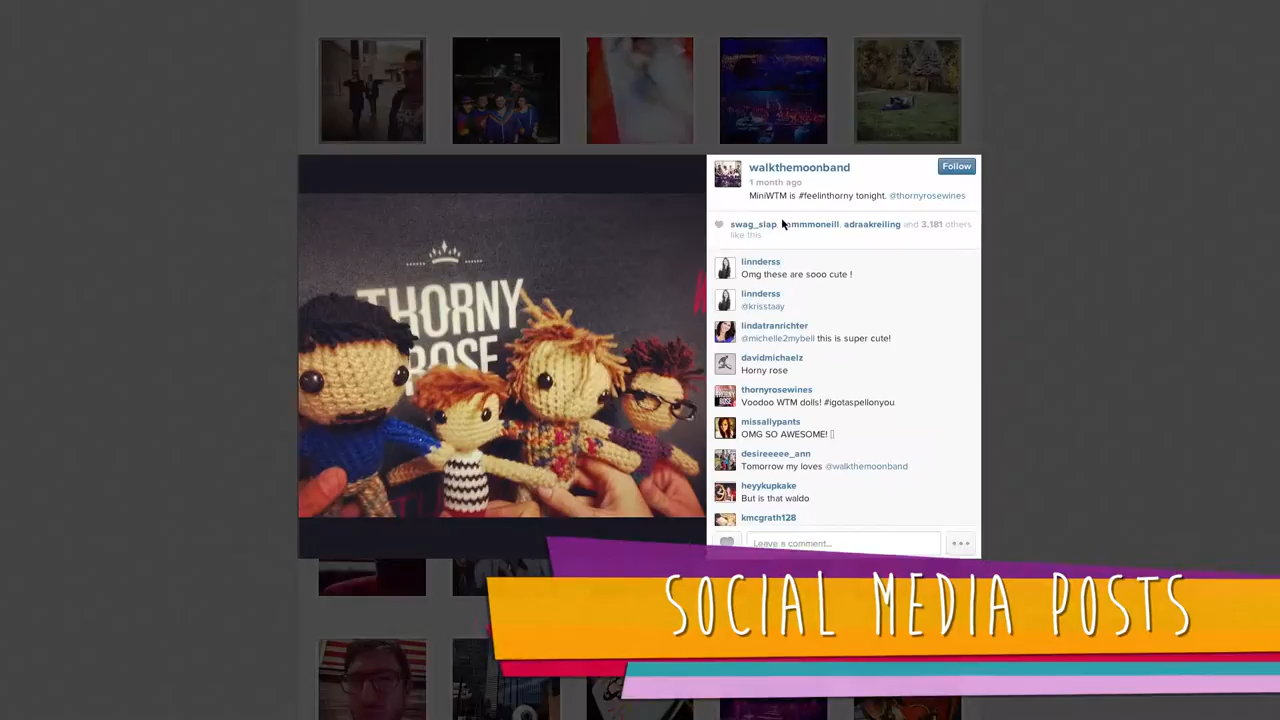 walkthemoonband
Follow
1 month ago
MiniWTM is #feelinthorny tonight. @thornyrosewines
swag_slap, mmmoneill, adraakreiling and 3,181 others
like this
linnderss
Omg these are sooo cute !
linnderss
@krisstaay
lindatranrichter
@michelle2mybell this is super cute!
davidmichaelz
Horny rose
thornyrosewines
Voodoo WTM dolls! #igotaspellonyou
missallypants
OMG SO AWESOME!
desireeeee_ann
Tomorrow my loves @walkthemoonband
heyykupkake
But is that waldo
kmcgrath128
Leave a comment...
THORNY
ROSE
SOCIAL MEDIA POSTS